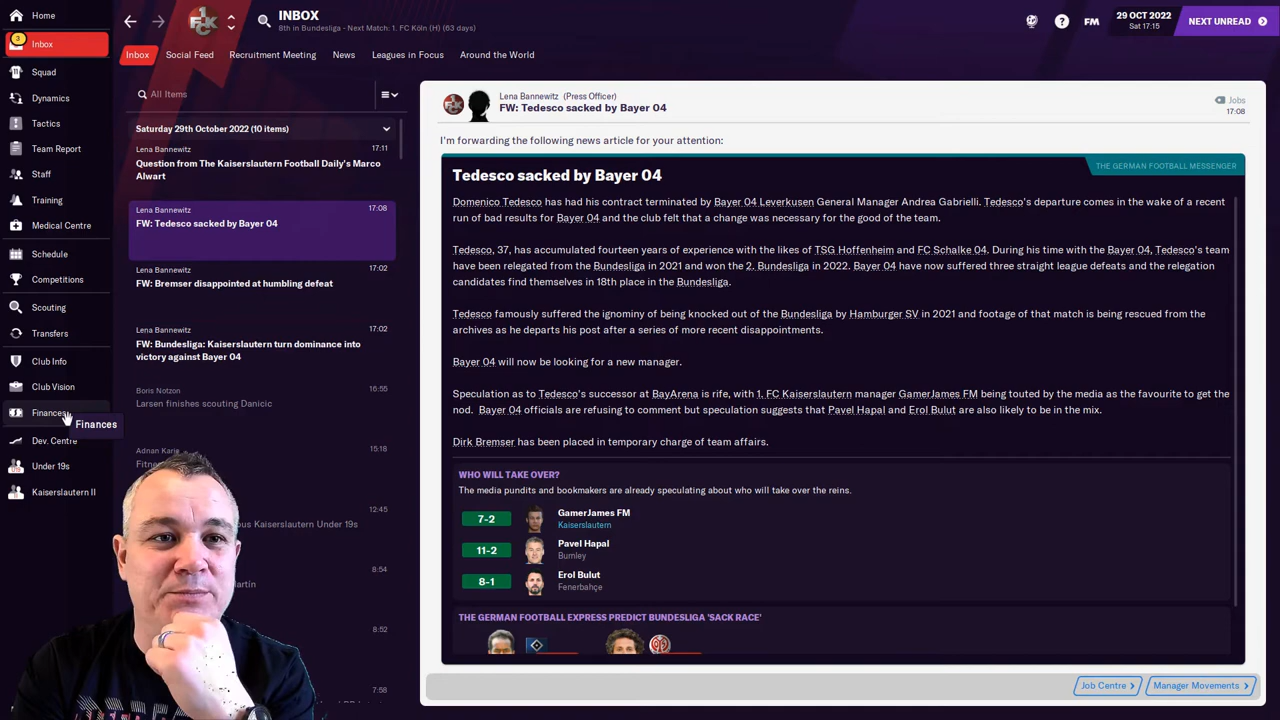 Home
3
Inbox
Squad
Dynamics
Tactics
Team Report
Staff
Training
Medical Centre
Schedule
Competitions
Scouting
Transfers
Club Info
Club Vision
Finances
Finances
Dev. Centre
Under 19s
Kaiserslautern II
INBOX
8th in Bundesliga - Next Match: 1. FC Köln (H) (63 days)
FM
29 OCT 2022
Sat 17:15
NEXT UNREAD
Inbox
Social Feed
Recruitment Meeting
News
Leagues in Focus
Around the World
All Items
Saturday 29th October 2022 (10 items)
Lena Bannewitz 17:11
Question from The Kaiserslautern Football Daily's Marco
Alwart
Lena Bannewitz 17:08
FW: Tedesco sacked by Bayer 04
Lena Bannewitz 17:02
FW: Bremser disappointed at humbling defeat
Lena Bannewitz 17:02
FW: Bundesliga: Kaiserslautern turn dominance into
victory against Bayer 04
Boris Notzon 16:55
Larsen finishes scouting Danicic
Adnan 15:18
12:45
Kaiserslautern Under 19s
8:54
8:52
7:58
Lena Bannewitz (Press Officer)
FW: Tedesco sacked by Bayer 04
Jobs
17:08
I'm forwarding the following news article for your attention:
THE GERMAN FOOTBALL MESSENGER
Tedesco sacked by Bayer 04
Domenico Tedesco has had his contract terminated by Bayer 04 Leverkusen General Manager Andrea Gabrielli. Tedesco's departure comes in the wake of a recent
run of bad results for Bayer 04 and the club felt that a change was necessary for the good of the team.
Tedesco, 37, has accumulated fourteen years of experience with the likes of TSG Hoffenheim and FC Schalke 04. During his time with the Bayer 04, Tedesco's team
have been relegated from the Bundesliga in 2021 and won the 2. Bundesliga in 2022. Bayer 04 have now suffered three straight league defeats and the relegation
candidates find themselves in 18th place in the Bundesliga.
Tedesco famously suffered the ignominy of being knocked out of the Bundesliga by Hamburger SV in 2021 and footage of that match is being rescued from the
archives as he departs his post after a series of more recent disappointments.
Bayer 04 will now be looking for a new manager.
Speculation as to Tedesco's successor at BayArena is rife, with 1. FC Kaiserslautern manager GamerJames FM being touted by the media as the favourite to get the
nod. Bayer 04 officials are refusing to comment but speculation suggests that Pavel Hapal and Erol Bulut are also likely to be in the mix.
Dirk Bremser has been placed in temporary charge of team affairs.
WHO WILL TAKE OVER?
The media pundits and bookmakers are already speculating about who will take over the reins.
7-2
GamerJames FM
Kaiserslautern
11-2
Pavel Hapal
Burnley
8-1
Erol Bulut
Fenerbahçe
THE GERMAN FOOTBALL EXPRESS PREDICT BUNDESLIGA 'SACK RACE'
Job Centre
Manager Movements